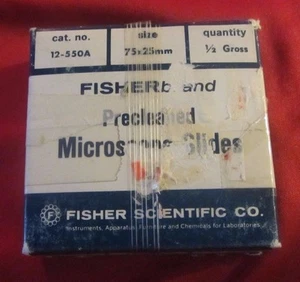 cat. no. size quantity
12-550A 75x25mm ½ Gross
FISHERbrand
Precleaned
Microscope Slides
F FISHER SCIENTIFIC CO.
Instruments, Apparatus, Furniture and Chemicals for Laboratories